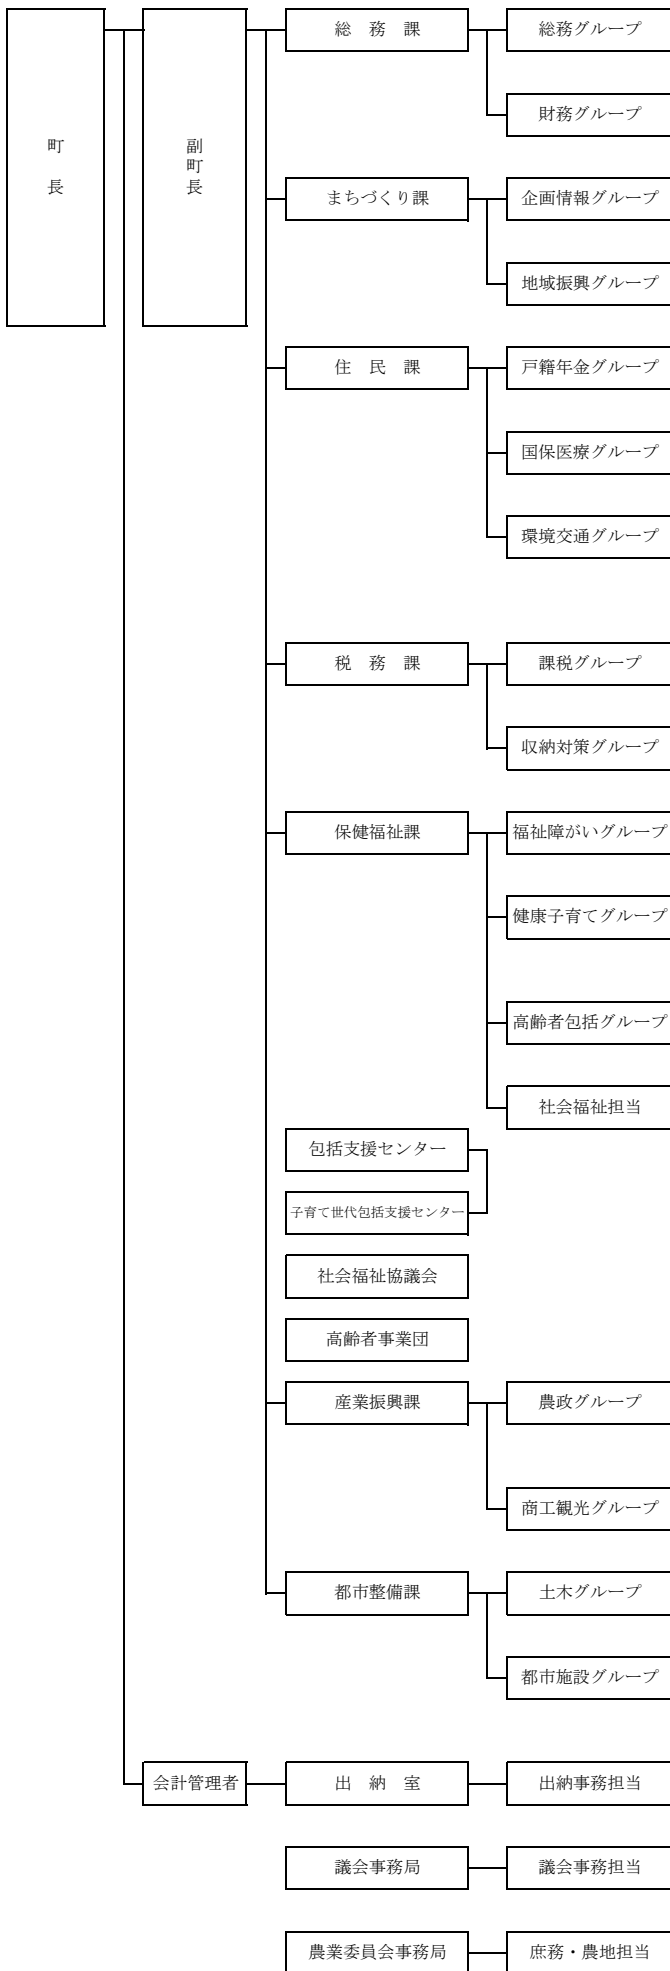 町長
副町長
総　務　課
総務グループ
財務グループ
まちづくり課
企画情報グループ
地域振興グループ
住　民　課
戸籍年金グループ
国保医療グループ
環境交通グループ
税　務　課
課税グループ
収納対策グループ
保健福祉課
福祉障がいグループ
健康子育てグループ
高齢者包括グループ
社会福祉担当
包括支援センター
子育て世代包括支援センター
社会福祉協議会
高齢者事業団
産業振興課
農政グループ
商工観光グループ
都市整備課
土木グループ
都市施設グループ
会計管理者
出　納　室
出納事務担当
議会事務局
議会事務担当
農業委員会事務局
庶務・農地担当